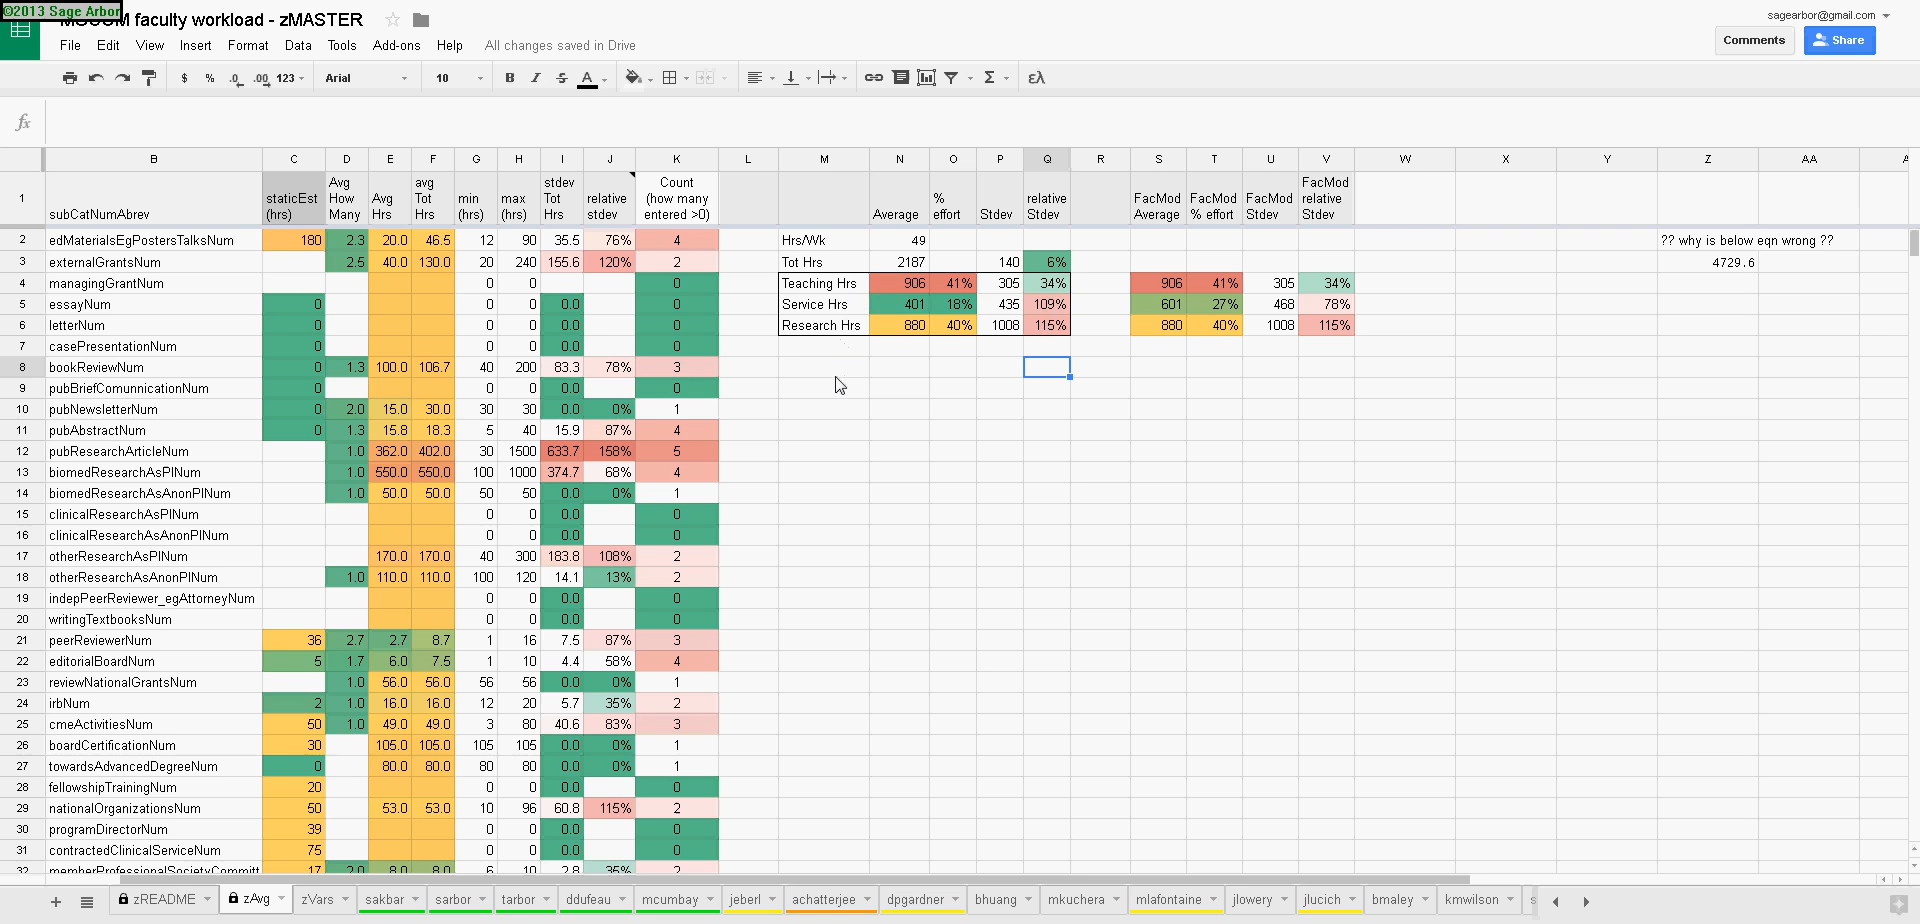 ©2013 Sage Arbor
faculty workload - zMASTER
sagearbor@gmail.com
File Edit View Insert Format Data Tools Add-ons Help All changes saved in Drive
Comments Share
$ % .0 .00 123 Arial 10 B I S A Σ ελ
fx
B C D E F G H I J K L M N O P Q R S T U V W X Y Z AA
1 subCatNumAbrev staticEst (hrs) Avg How Many Avg Hrs avg Tot Hrs min (hrs) max (hrs) stdev Tot Hrs relative stdev Count (how many entered >0) Average % effort Stdev relative Stdev FacMod Average FacMod % effort FacMod Stdev FacMod relative Stdev
2 edMaterialsEgPostersTalksNum 180 2.3 20.0 46.5 12 90 35.5 76% 4 Hrs/Wk 49 ?? why is below eqn wrong ??
3 externalGrantsNum 2.5 40.0 130.0 20 240 155.6 120% 2 Tot Hrs 2187 140 6% 4729.6
4 managingGrantNum 0 0 0 Teaching Hrs 906 41% 305 34% 906 41% 305 34%
5 essayNum 0 0 0 0.0 0 Service Hrs 401 18% 435 109% 601 27% 468 78%
6 letterNum 0 0 0 0.0 0 Research Hrs 880 40% 1008 115% 880 40% 1008 115%
7 casePresentationNum 0 0 0 0.0 0
8 bookReviewNum 0 1.3 100.0 106.7 40 200 83.3 78% 3
9 pubBriefComunnicationNum 0 0 0 0.0 0
10 pubNewsletterNum 0 2.0 15.0 30.0 30 30 0.0 0% 1
11 pubAbstractNum 0 1.3 15.8 18.3 5 40 15.9 87% 4
12 pubResearchArticleNum 1.0 362.0 402.0 30 1500 633.7 158% 5
13 biomedResearchAsPINum 1.0 550.0 550.0 100 1000 374.7 68% 4
14 biomedResearchAsAnonPINum 1.0 50.0 50.0 50 50 0.0 0% 1
15 clinicalResearchAsPINum 0 0 0.0 0
16 clinicalResearchAsAnonPINum 0 0 0.0 0
17 otherResearchAsPINum 170.0 170.0 40 300 183.8 108% 2
18 otherResearchAsAnonPINum 1.0 110.0 110.0 100 120 14.1 13% 2
19 indepPeerReviewer_egAttorneyNum 0 0 0.0 0
20 writingTextbooksNum 0 0 0.0 0
21 peerReviewerNum 36 2.7 2.7 8.7 1 16 7.5 87% 3
22 editorialBoardNum 5 1.7 6.0 7.5 1 10 4.4 58% 4
23 reviewNationalGrantsNum 1.0 56.0 56.0 56 56 0.0 0% 1
24 irbNum 2 1.0 16.0 16.0 12 20 5.7 35% 2
25 cmeActivitiesNum 50 1.0 49.0 49.0 3 80 40.6 83% 3
26 boardCertificationNum 30 105.0 105.0 105 105 0.0 0% 1
27 towardsAdvancedDegreeNum 0 80.0 80.0 80 80 0.0 0% 1
28 fellowshipTrainingNum 20 0 0 0.0 0
29 nationalOrganizationsNum 50 53.0 53.0 10 96 60.8 115% 2
30 programDirectorNum 39 0 0 0.0 0
31 contractedClinicalServiceNum 75 0 0 0.0 0
32 memberProfessionalSocietyCommitt 17 2.0 8.0 8.0 6 10 2.8 35% 2
zREADME zAvg zVars sakbar sarbor tarbor ddufeau mcumbay jeberl achatterjee dpgardner bhuang mkuchera mlafontaine jlowery jlucich bmaley kmwilson s